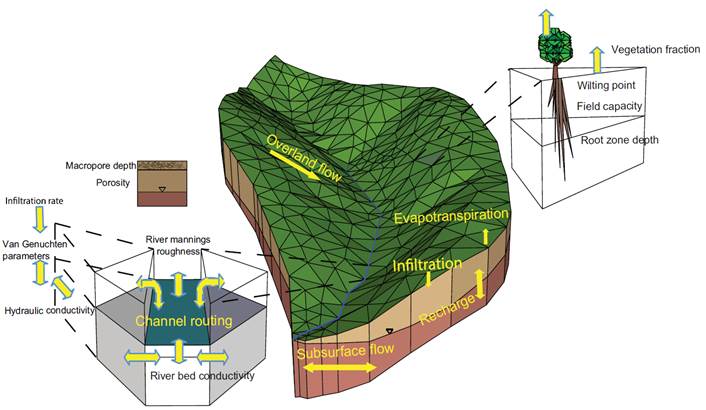 Vegetation fraction
Wilting point
Field capacity
Root zone depth
Overland flow
Macropore depth
Porosity
Infiltration rate
Van Genuchten
parameters
Hydraulic conductivity
River mannings
roughness
Channel routing
River bed conductivity
Evapotranspiration
Infiltration
Recharge
Subsurface flow